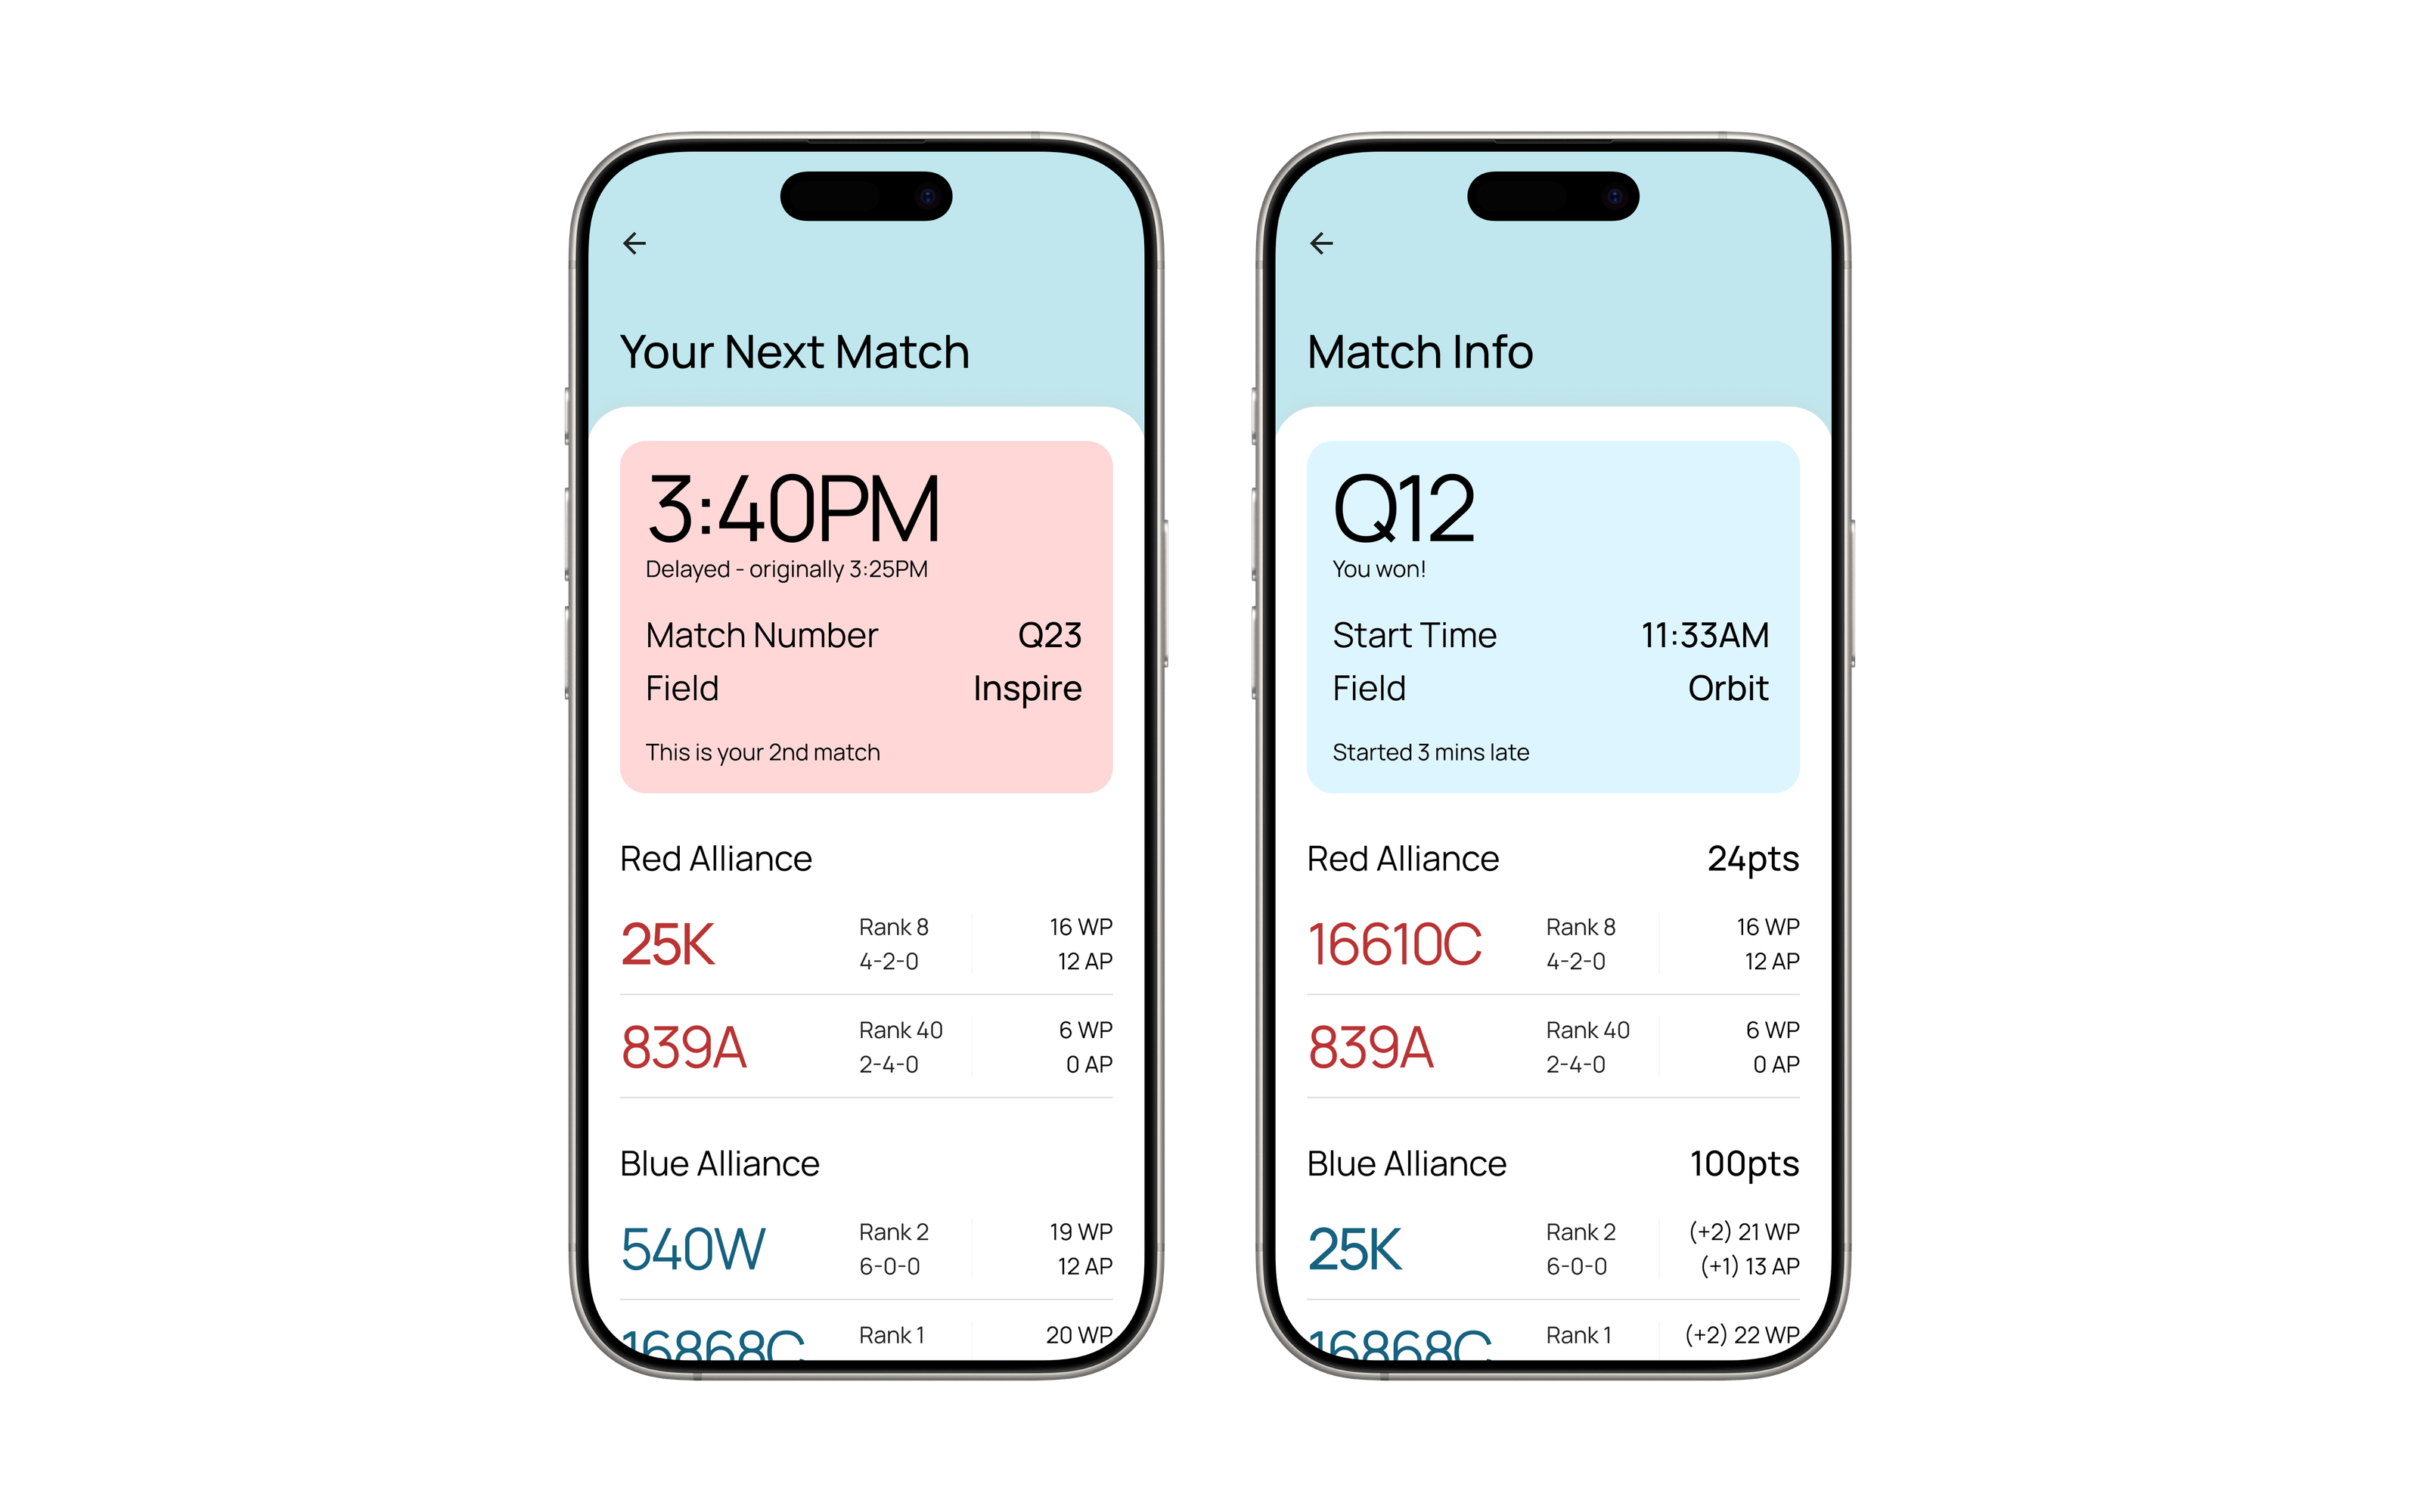 Your Next Match
3:40PM
Delayed - originally 3:25PM
Match Number Q23
Field Inspire
This is your 2nd match
Red Alliance
25K Rank 8 16 WP
4-2-0 12 AP
839A Rank 40 6 WP
2-4-0 0 AP
Blue Alliance
540W Rank 2 19 WP
6-0-0 12 AP
16868C Rank 1 20 WP
Match Info
Q12
You won!
Start Time 11:33AM
Field Orbit
Started 3 mins late
Red Alliance 24pts
16610C Rank 8 16 WP
4-2-0 12 AP
839A Rank 40 6 WP
2-4-0 0 AP
Blue Alliance 100pts
25K Rank 2 (+2) 21 WP
6-0-0 (+1) 13 AP
16868C Rank 1 (+2) 22 WP